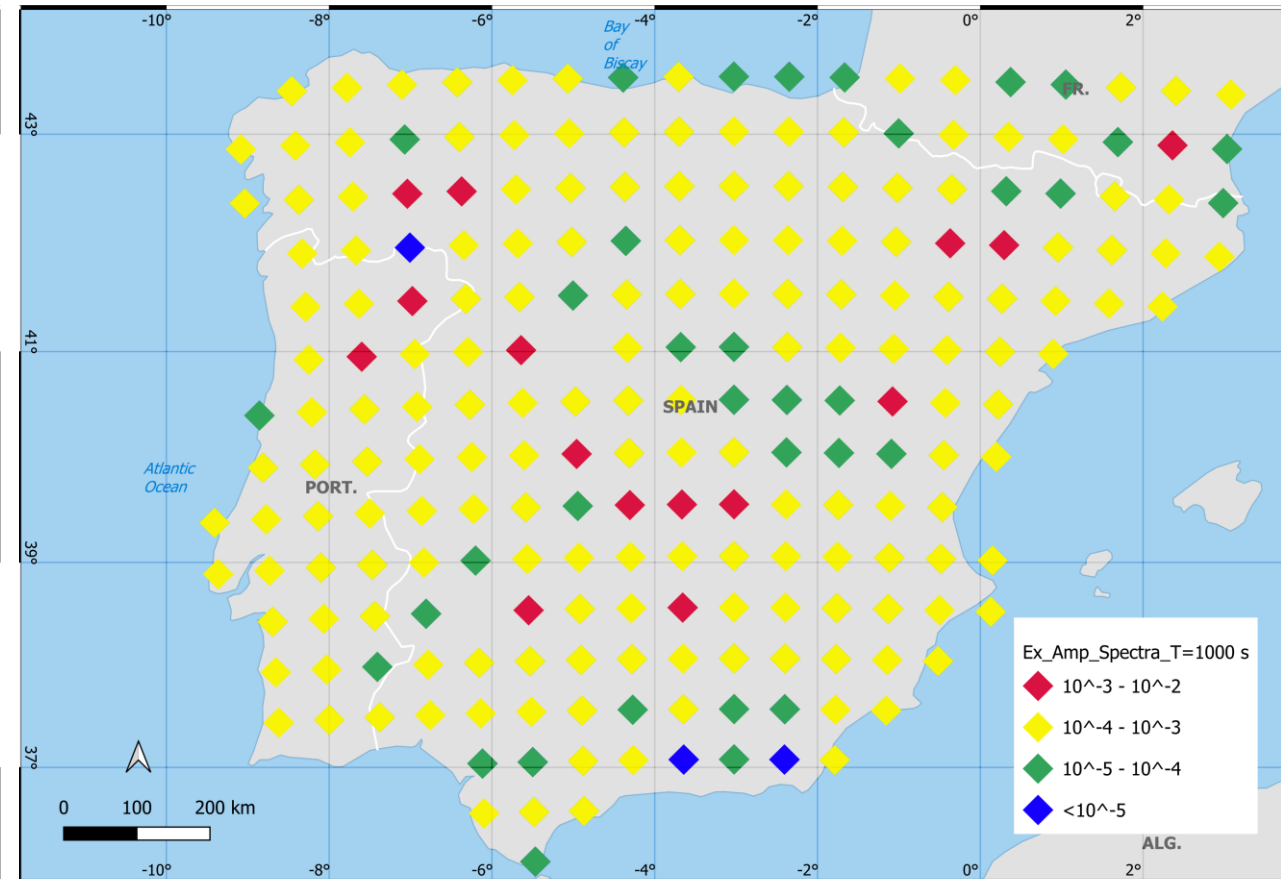 -10° -8° -6° -4° -2° 0° 2°
Bay
of
Biscay
FR.
43°
41°
SPAIN
Atlantic
Ocean
PORT.
39°
37°
Ex_Amp_Spectra_T=1000 s
10^-3 - 10^-2
10^-4 - 10^-3
10^-5 - 10^-4
<10^-5
0 100 200 km
ALG.
-10° -8° -6° -4° -2° 0° 2°